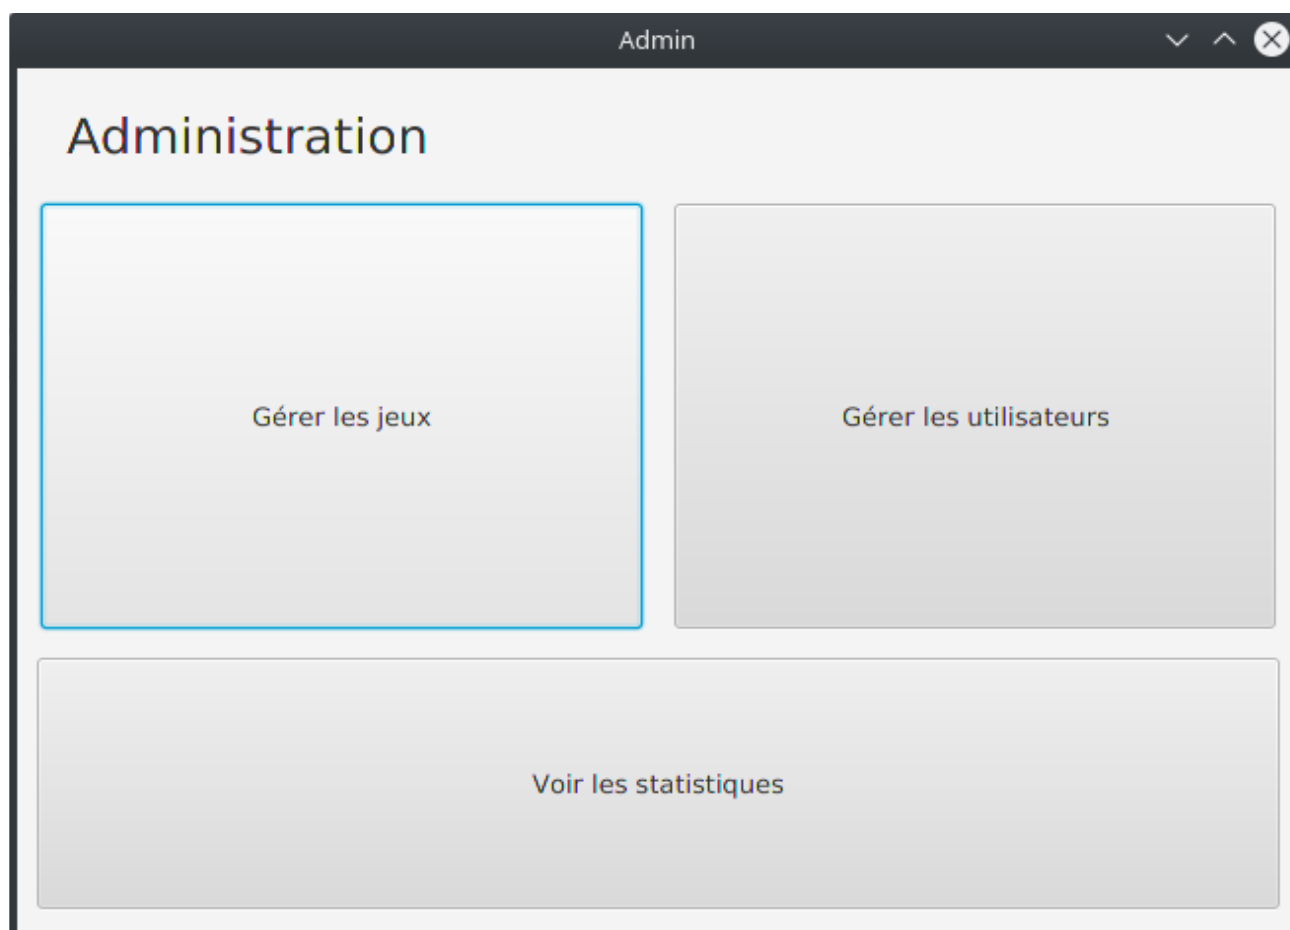 Admin
Administration
Gérer les jeux
Gérer les utilisateurs
Voir les statistiques